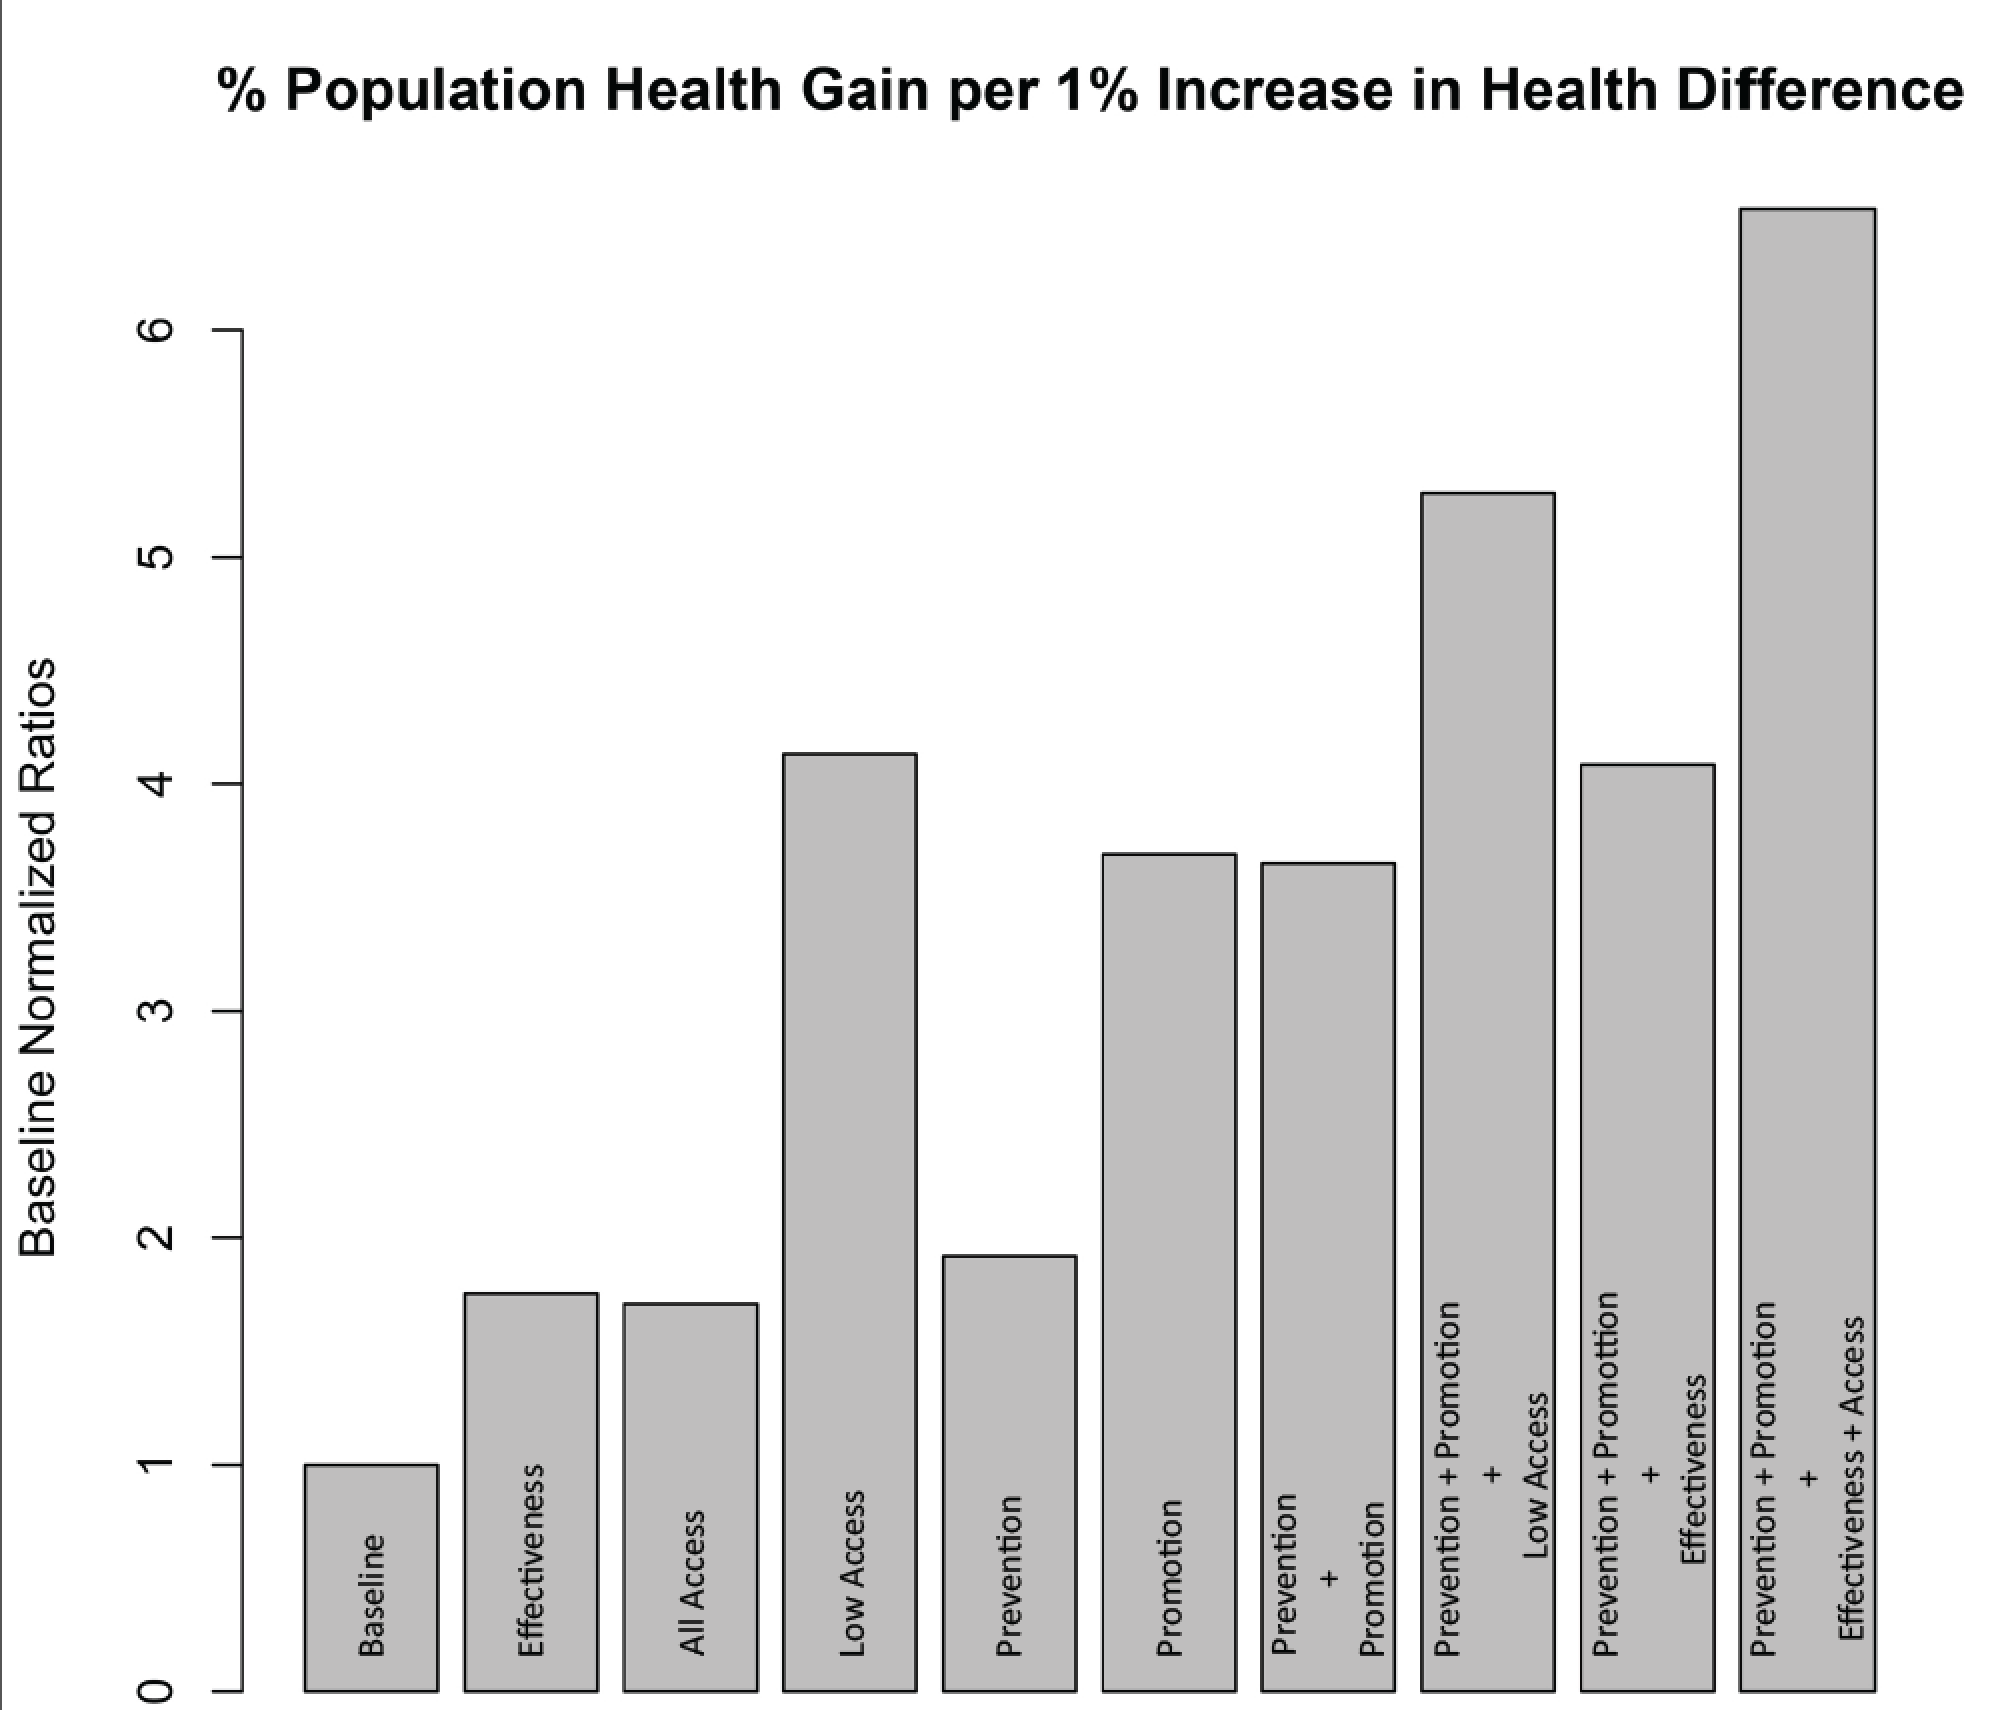 % Population Health Gain per 1% Increase in Health Difference
Baseline Normalized Ratios
6
5
4
3
2
1
0
Baseline
Effectiveness
All Access
Low Access
Prevention
Promotion
Prevention
+
Promotion
Prevention + Promotion
+
Low Access
Prevention + Promottion
+
Effectiveness
Prevention + Promotion
+
Effectiveness + Access